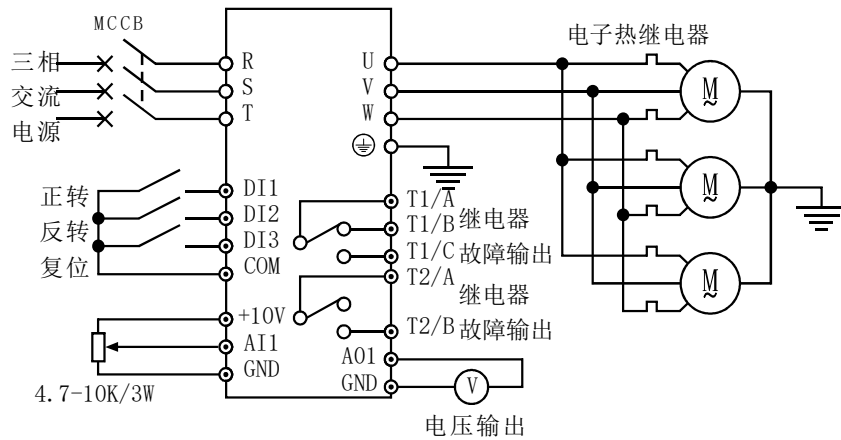 MCCB
三相
交流
电源
R
S
T
U
V
W
电子热继电器
M
~
M
~
M
~
正转
反转
复位
DI1
DI2
DI3
COM
T1/A
T1/B
T1/C
继电器
故障输出
T2/A
T2/B
继电器
故障输出
+10V
AI1
GND
4.7-10K/3W
AO1
GND
V
电压输出